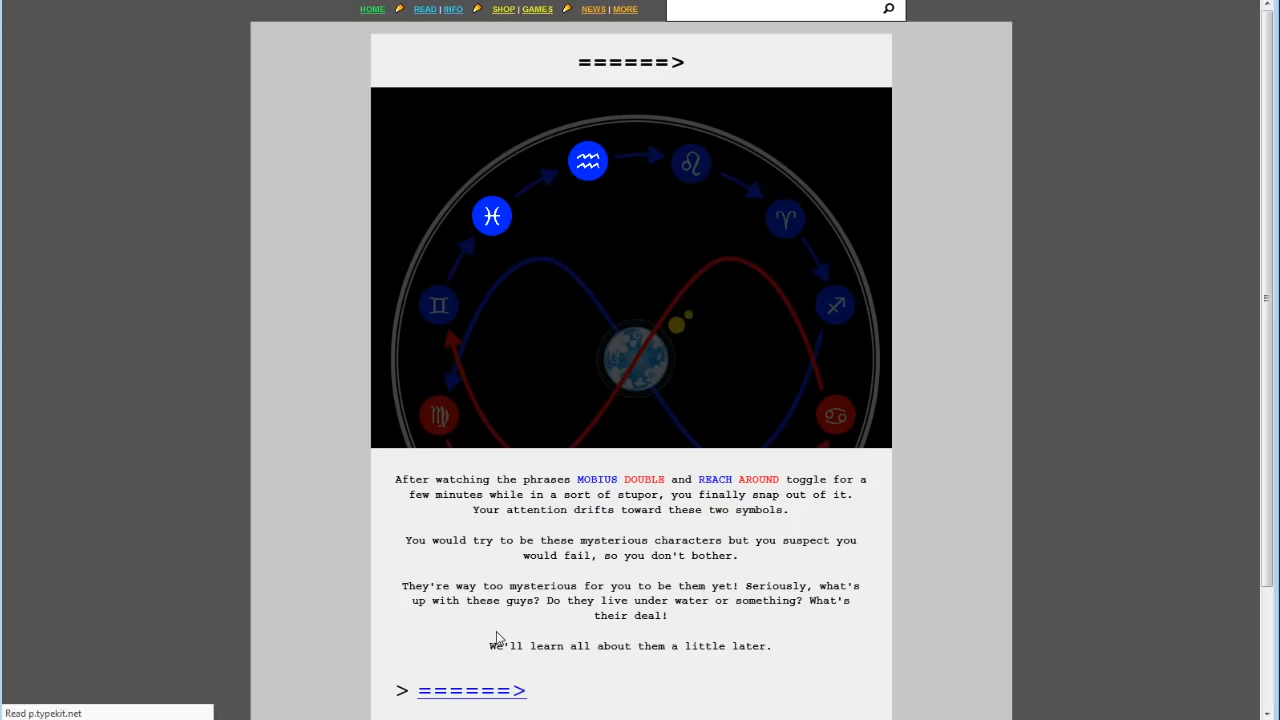 HOME READ | INFO SHOP | GAMES NEWS | MORE
======>
♒ ♌
♓ ♈
♊ ♐
♍ ♋
After watching the phrases MOBIUS DOUBLE and REACH AROUND toggle for a
few minutes while in a sort of stupor, you finally snap out of it.
Your attention drifts toward these two symbols.
You would try to be these mysterious characters but you suspect you
would fail, so you don't bother.
They're way too mysterious for you to be them yet! Seriously, what's
up with these guys? Do they live under water or something? What's
their deal!
We'll learn all about them a little later.
> ======>
Read p.typekit.net